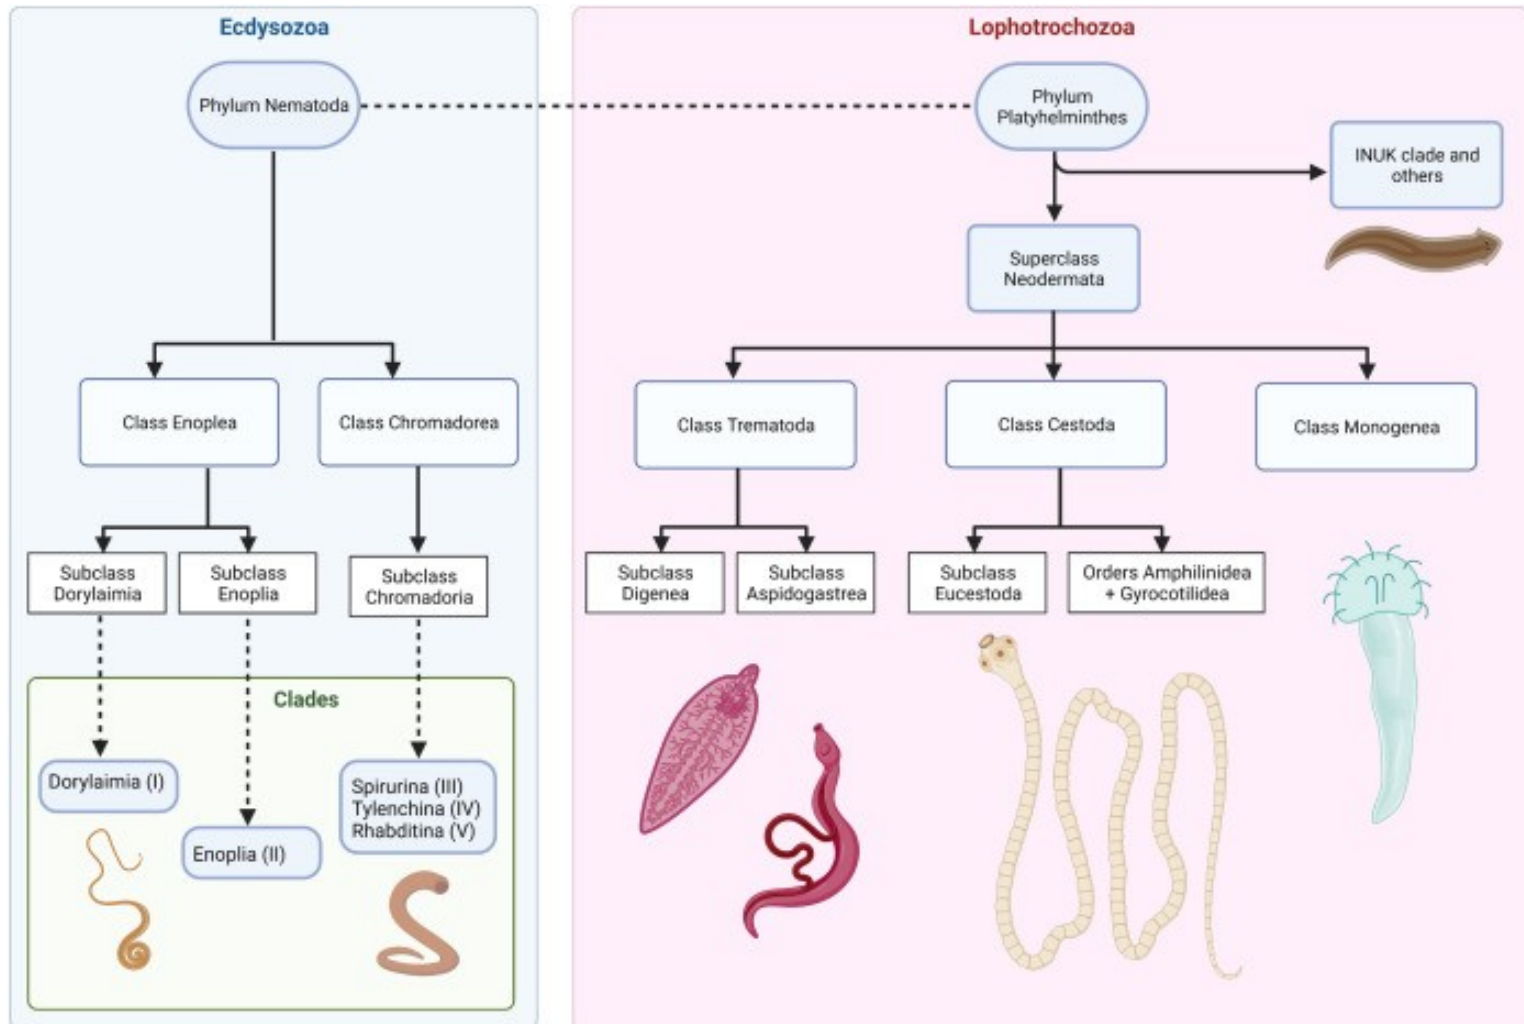 Ecdysozoa
Lophotrochozoa
Phylum Nematoda
Phylum
Platyhelminthes
INUK clade and
others
Superclass
Neodermata
Class Enoplea
Class Chromadorea
Class Trematoda
Class Cestoda
Class Monogenea
Subclass
Dorylaimia
Subclass
Enoplia
Subclass
Chromadoria
Subclass
Digenea
Subclass
Aspidogastrea
Subclass
Eucestoda
Orders Amphilinidea
+ Gyrocotilidea
Clades
Dorylaimia (I)
Enoplia (II)
Spirurina (III)
Tylenchina (IV)
Rhabditina (V)